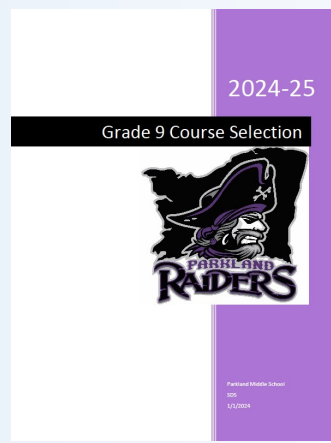 2024-25
Grade 9 Course Selection
PARKLAND
RAIDERS
Parkland Middle School
SD5
1/1/2024